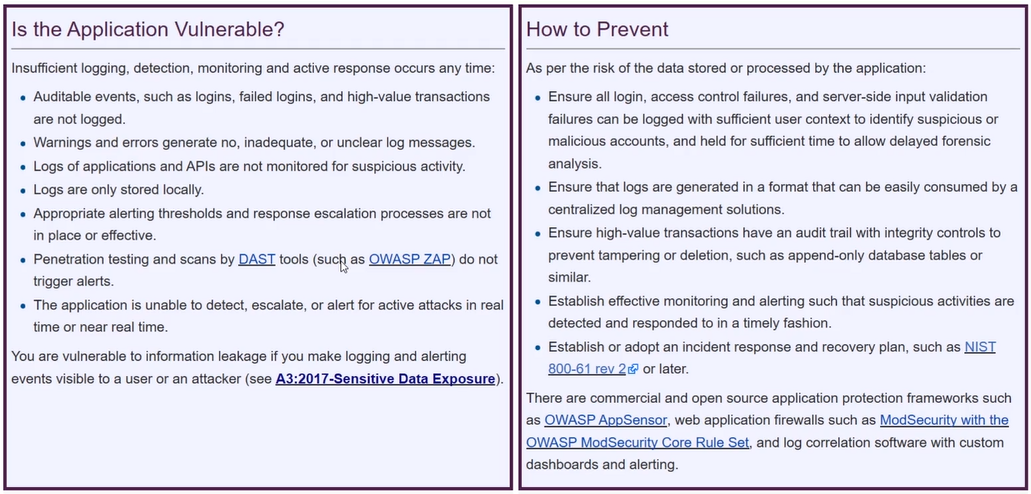 Is the Application Vulnerable?
Insufficient logging, detection, monitoring and active response occurs any time:
• Auditable events, such as logins, failed logins, and high-value transactions
are not logged.
• Warnings and errors generate no, inadequate, or unclear log messages.
• Logs of applications and APIs are not monitored for suspicious activity.
• Logs are only stored locally.
• Appropriate alerting thresholds and response escalation processes are not
in place or effective.
• Penetration testing and scans by DAST tools (such as OWASP ZAP) do not
trigger alerts.
• The application is unable to detect, escalate, or alert for active attacks in real
time or near real time.
You are vulnerable to information leakage if you make logging and alerting
events visible to a user or an attacker (see A3:2017-Sensitive Data Exposure).
How to Prevent
As per the risk of the data stored or processed by the application:
• Ensure all login, access control failures, and server-side input validation
failures can be logged with sufficient user context to identify suspicious or
malicious accounts, and held for sufficient time to allow delayed forensic
analysis.
• Ensure that logs are generated in a format that can be easily consumed by a
centralized log management solutions.
• Ensure high-value transactions have an audit trail with integrity controls to
prevent tampering or deletion, such as append-only database tables or
similar.
• Establish effective monitoring and alerting such that suspicious activities are
detected and responded to in a timely fashion.
• Establish or adopt an incident response and recovery plan, such as NIST
800-61 rev 2 or later.
There are commercial and open source application protection frameworks such
as OWASP AppSensor, web application firewalls such as ModSecurity with the
OWASP ModSecurity Core Rule Set, and log correlation software with custom
dashboards and alerting.